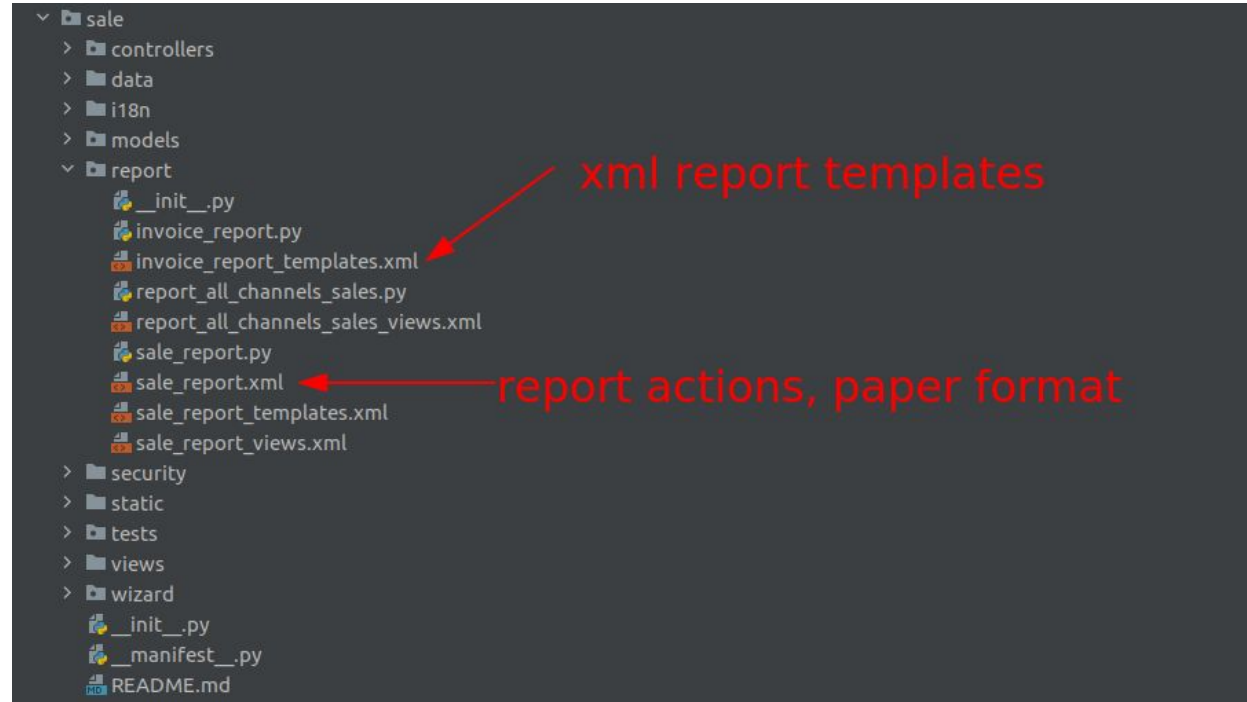 sale
controllers
data
i18n
models
report
xml report templates
__init__.py
invoice_report.py
invoice_report_templates.xml
report_all_channels_sales.py
report_all_channels_sales_views.xml
sale_report.py
sale_report.xml
report actions, paper format
sale_report_templates.xml
sale_report_views.xml
security
static
tests
views
wizard
__init__.py
__manifest__.py
MD README.md